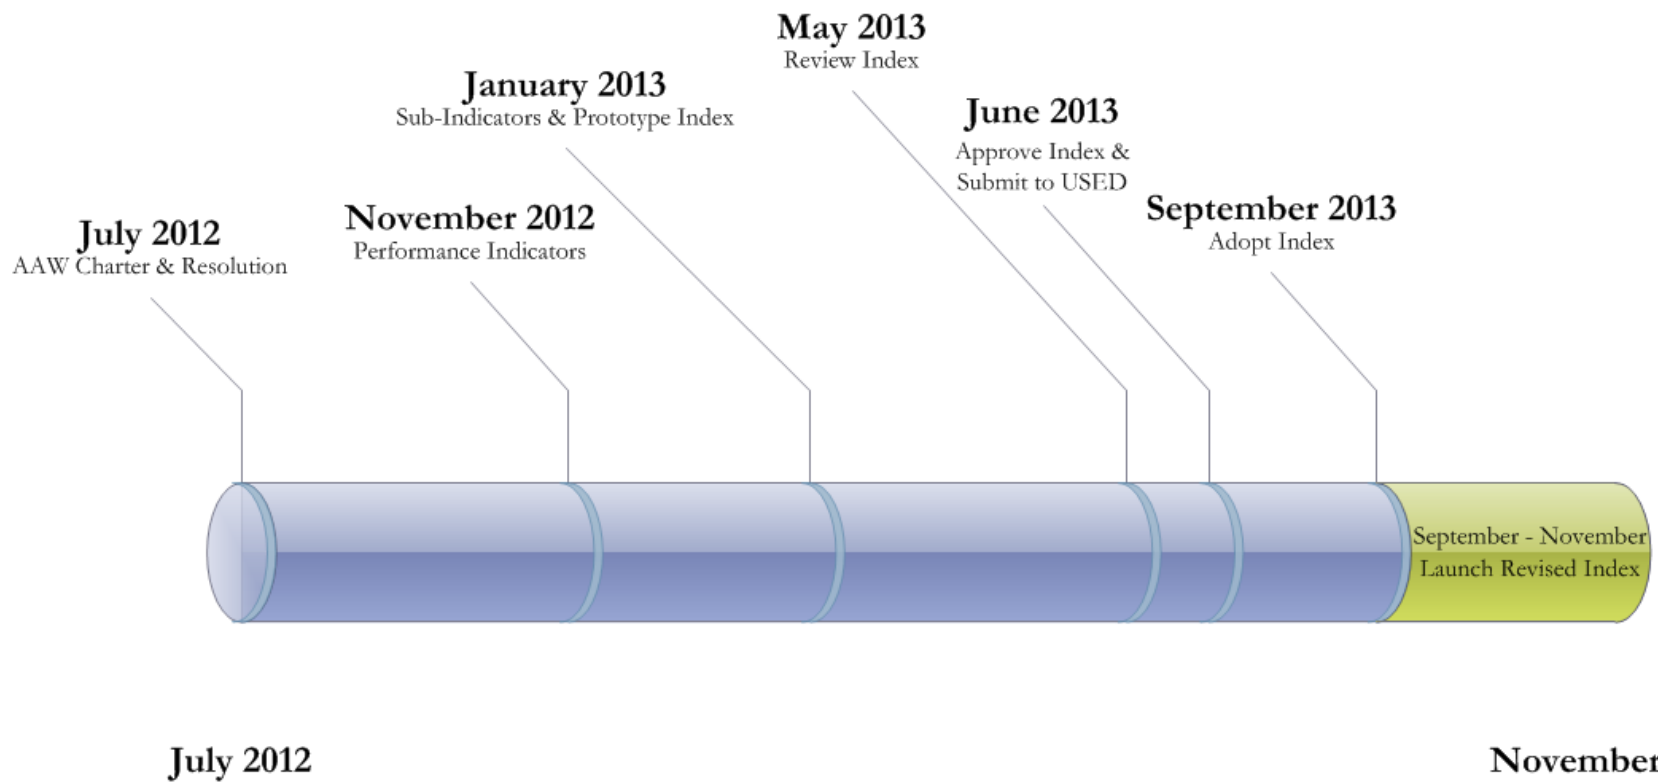 May 2013
Review Index
January 2013
Sub-Indicators & Prototype Index
June 2013
Approve Index &
Submit to USED
September 2013
Adopt Index
November 2012
Performance Indicators
July 2012
AAW Charter & Resolution
September - November
Launch Revised Index
July 2012
November